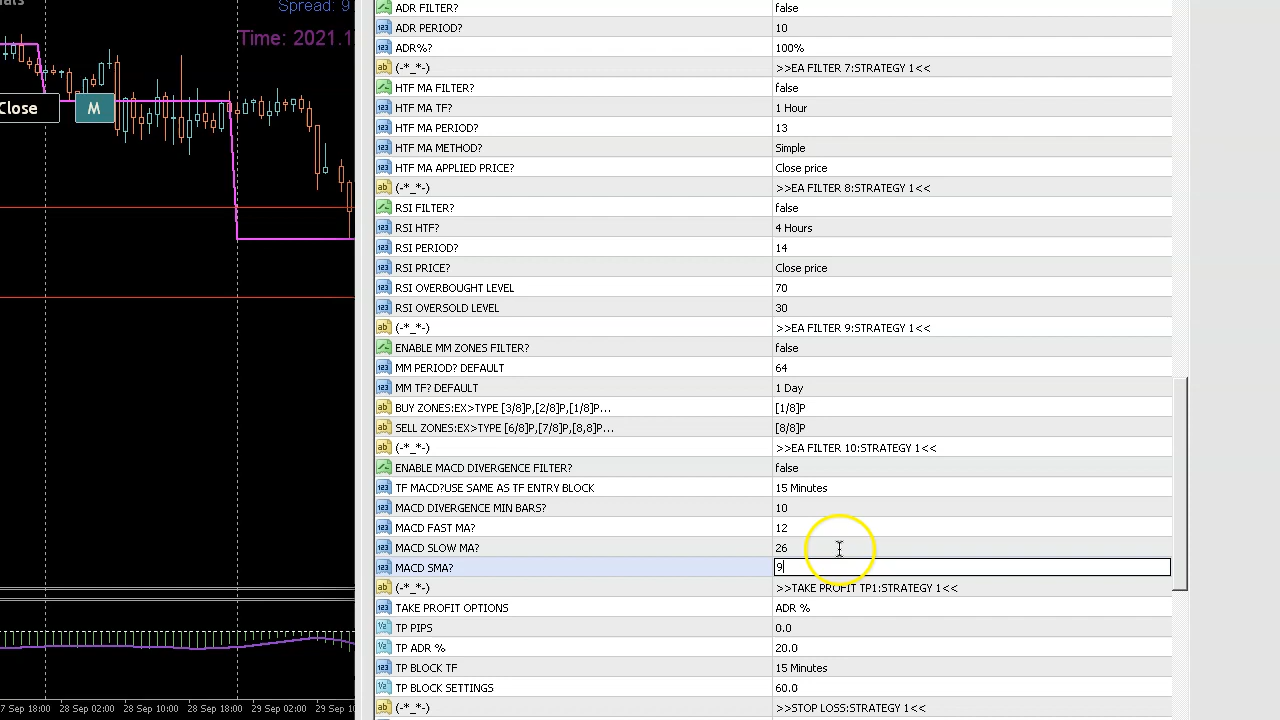 Spread: 9
Time: 2021.1
Close
M
ADR FILTER? false
ADR PERIOD? 10
ADR%? 100.0
(-*_*-) >>>FILTER 7:STRATEGY 1<<
HTF MA FILTER? false
HTF MA TF? 1 Hour
HTF MA PERIOD? 13
HTF MA METHOD? Simple
HTF MA APPLIED PRICE? Close price
(-*_*-) >>>FILTER 8:STRATEGY 1<<
RSI FILTER? false
RSI HTF? 4 Hours
RSI PERIOD? 14
RSI PRICE?
RSI OVERBOUGHT LEVEL 70
RSI OVERSOLD LEVEL 30
(-*_*-) FILTER 9:STRATEGY 1
ENABLE MM ZONES FILTER? false
MM PERIOD? DEFAULT 64
MM TF? DEFAULT 1 Day
BUY ZONES:EX>TYPE [3/8]P,[2/8]P,[1/8]P... [1/8]
SELL ZONES:EX>TYPE [6/8]P,[7/8]P,[8,8]P... [8/8]
(-*_*-) FILTER 10:STRATEGY 1<<
ENABLE MACD DIVERGENCE FILTER? false
TF MACD?USE SAME AS TF ENTRY BLOCK 15 Minutes
MACD DIVERGENCE MIN BARS? 10
MACD FAST MA? 12
MACD SLOW MA? 26
MACD SMA? 9
(-*_*-) PROFIT TP1:STRATEGY 1<<
TAKE PROFIT OPTIONS ADR %
TP PIPS 0.0
TP ADR %
TP BLOCK TF 15 Minutes
TP BLOCK SETTINGS 60.0
(-*_*-) LOSS:STRATEGY 1 <<
27 Sep 18:00 28 Sep 02:00 28 Sep 10:00 28 Sep 18:00 29 Sep 02:00 29 Sep 10